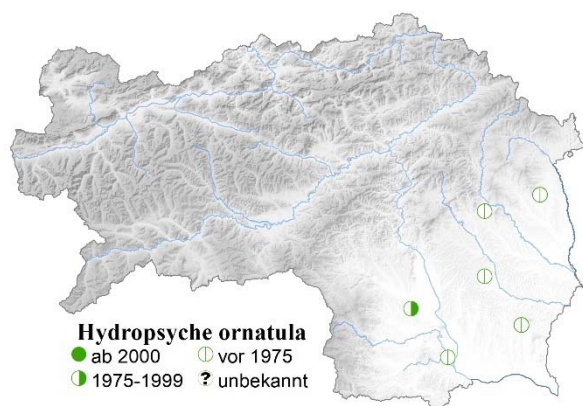 Hydropsyche ornatula
ab 2000 vor 1975
1975-1999 ? unbekannt